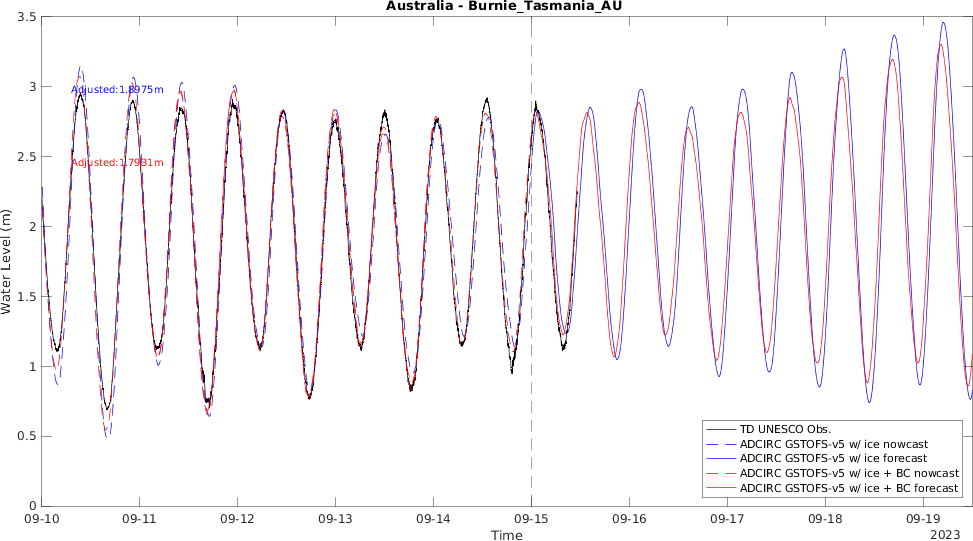 Australia - Burnie_Tasmania_AU
3.5
3
2.5
2
1.5
1
0.5
0
Water Level (m)
Adjusted:1.8975m
Adjusted:1.7931m
TD UNESCO Obs.
ADCIRC GSTOFS-v5 w/ ice nowcast
ADCIRC GSTOFS-v5 w/ ice forecast
ADCIRC GSTOFS-v5 w/ ice + BC nowcast
ADCIRC GSTOFS-v5 w/ ice + BC forecast
09-10 09-11 09-12 09-13 09-14 09-15 09-16 09-17 09-18 09-19
Time
2023